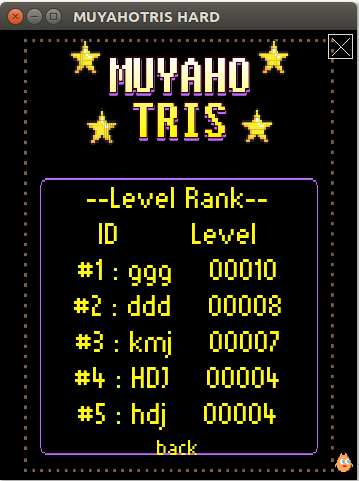 MUYAHOTRIS HARD
MUYAHO
TRIS
--Level Rank--
ID Level
#1 : ggg 00010
#2 : ddd 00008
#3 : kmj 00007
#4 : HDJ 00004
#5 : hdj 00004
back